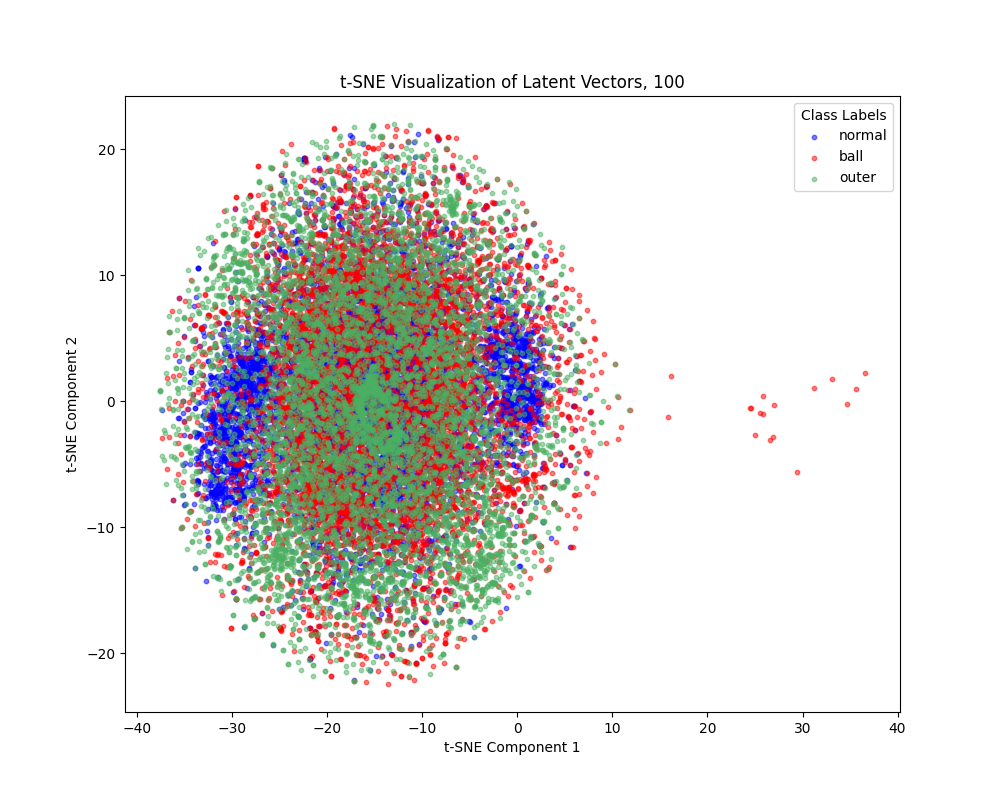 t-SNE Visualization of Latent Vectors, 100
Class Labels
normal
ball
outer
t-SNE Component 2
20
10
0
−10
−20
−40
−30
−20
−10
0
10
20
30
40
t-SNE Component 1